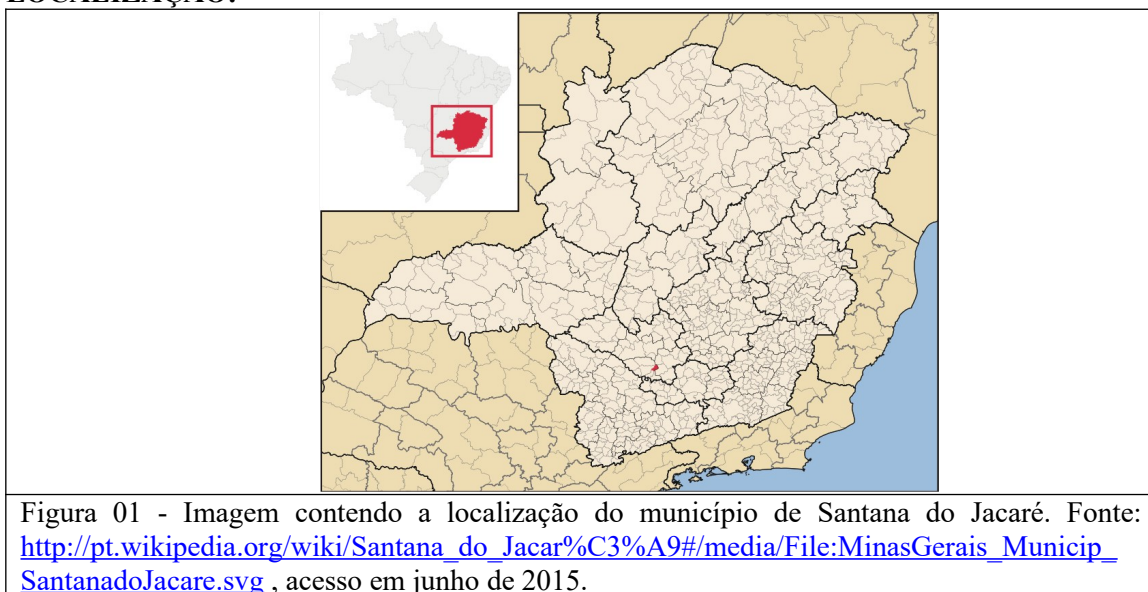 LOCALIZAÇÃO:
Figura 01 - Imagem contendo a localização do município de Santana do Jacaré. Fonte:
http://pt.wikipedia.org/wiki/Santana_do_Jacar%C3%A9#/media/File:MinasGerais_Municip_
SantanadoJacare.svg , acesso em junho de 2015.